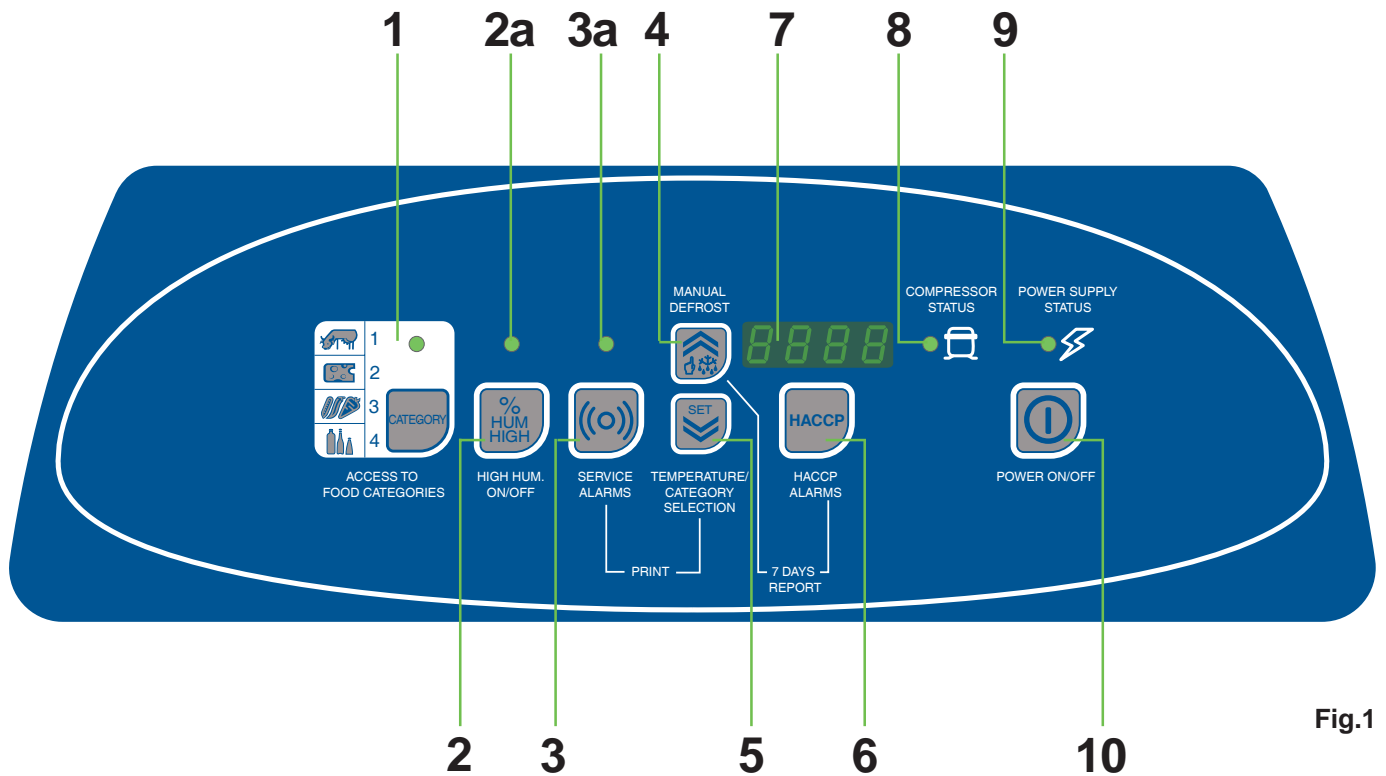 1 2a 3a 4 7 8 9
MANUAL
DEFROST
COMPRESSOR
STATUS
POWER SUPPLY
STATUS
8888
1
2
3
4
CATEGORY
%
HUM
HIGH
SET
HACCP
ACCESS TO
FOOD CATEGORIES
HIGH HUM.
ON/OFF
SERVICE
ALARMS
TEMPERATURE/
CATEGORY
SELECTION
HACCP
ALARMS
POWER ON/OFF
PRINT
7 DAYS
REPORT
Fig.1
2 3 5 6 10